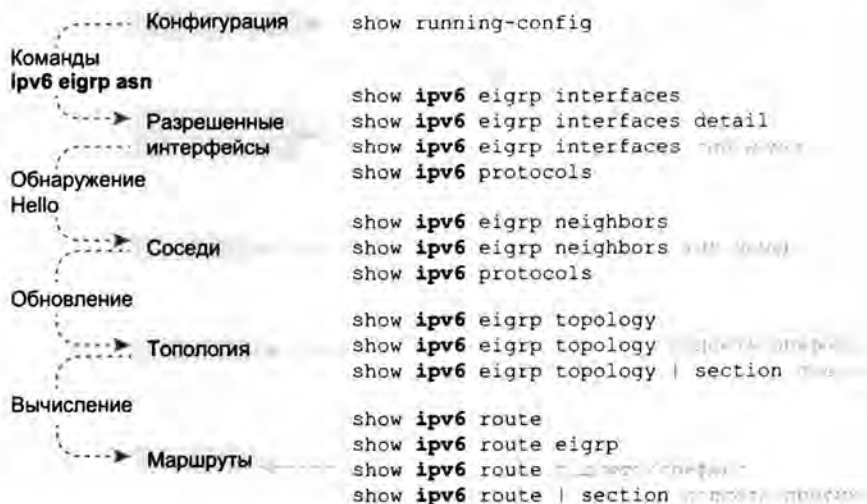 Конфигурация show running-config
Команды
ipv6 eigrp asn
show ipv6 eigrp interfaces
Разрешенные show ipv6 eigrp interfaces detail
интерфейсы show ipv6 eigrp interfaces
show ipv6 protocols
Обнаружение
Hello
show ipv6 eigrp neighbors
Соседи show ipv6 eigrp neighbors
show ipv6 protocols
Обновление
show ipv6 eigrp topology
Топология show ipv6 eigrp topology
show ipv6 eigrp topology | section
Вычисление
show ipv6 route
show ipv6 route eigrp
Маршруты show ipv6 route
show ipv6 route | section